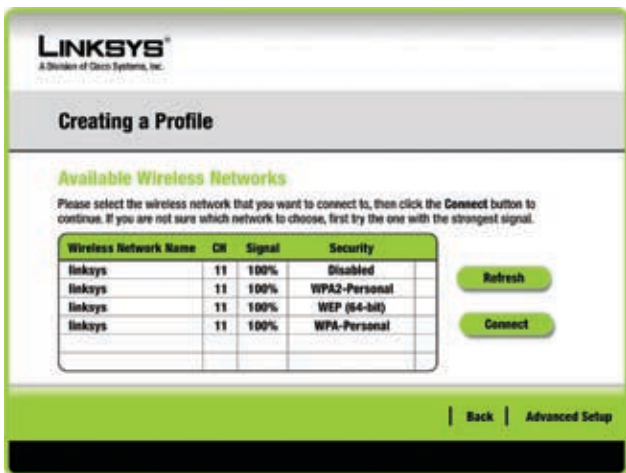 LINKSYS®
A Division of Cisco Systems, Inc.
Creating a Profile
Available Wireless Networks
Please select the wireless network that you want to connect to, then click the Connect button to
continue. If you are not sure which network to choose, first try the one with the strongest signal.
Wireless Network Name CH Signal Security
linksys 11 100% Disabled
linksys 11 100% WPA2-Personal
linksys 11 100% WEP (64-bit)
linksys 11 100% WPA-Personal
Refresh
Connect
Back Advanced Setup